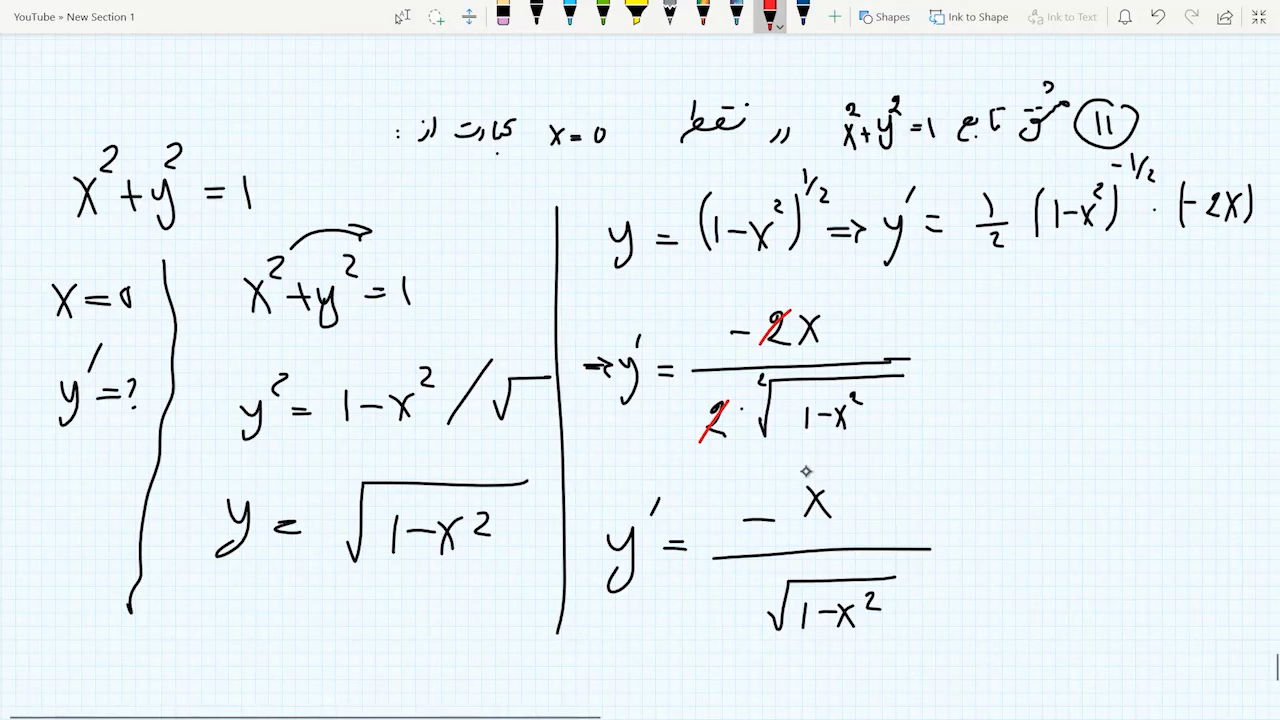 YouTube » New Section 1
Shapes
Ink to Shape
Ink to Text
⑪ تابع x²+y²=1 در نقطه x=0 عبارت از :
x²+y²=1
x=0
y′=?
x²+y²=1
y²=1-x² /√
y=√(1-x²)
y=(1-x²)^(1/2) ⇒ y′= 1/2 (1-x²)^(-1/2) · (-2x)
⇒ y′= -2x / 2·²√(1-x²)
y′= -x / √(1-x²)